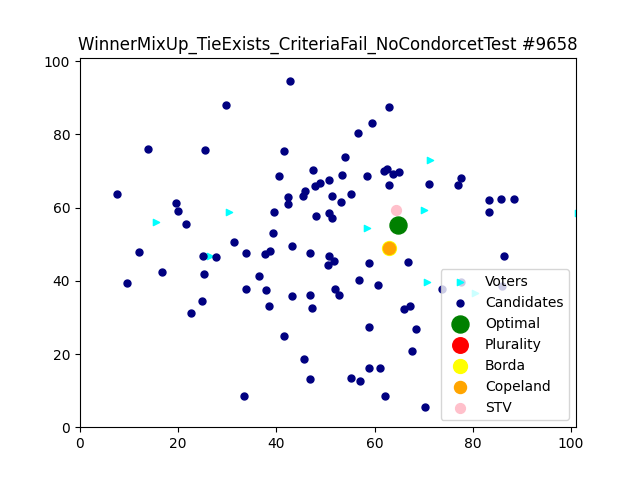 WinnerMixUp_TieExists_CriteriaFail_NoCondorcetTest #9658
100
80
60
40
20
0
0 20 40 60 80 100
Voters
Candidates
Optimal
Plurality
Borda
Copeland
STV